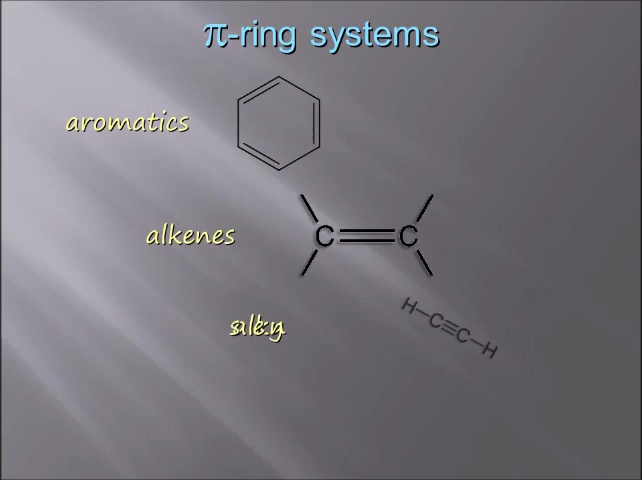 π-ring systems
aromatics
alkenes
C C
H C C H